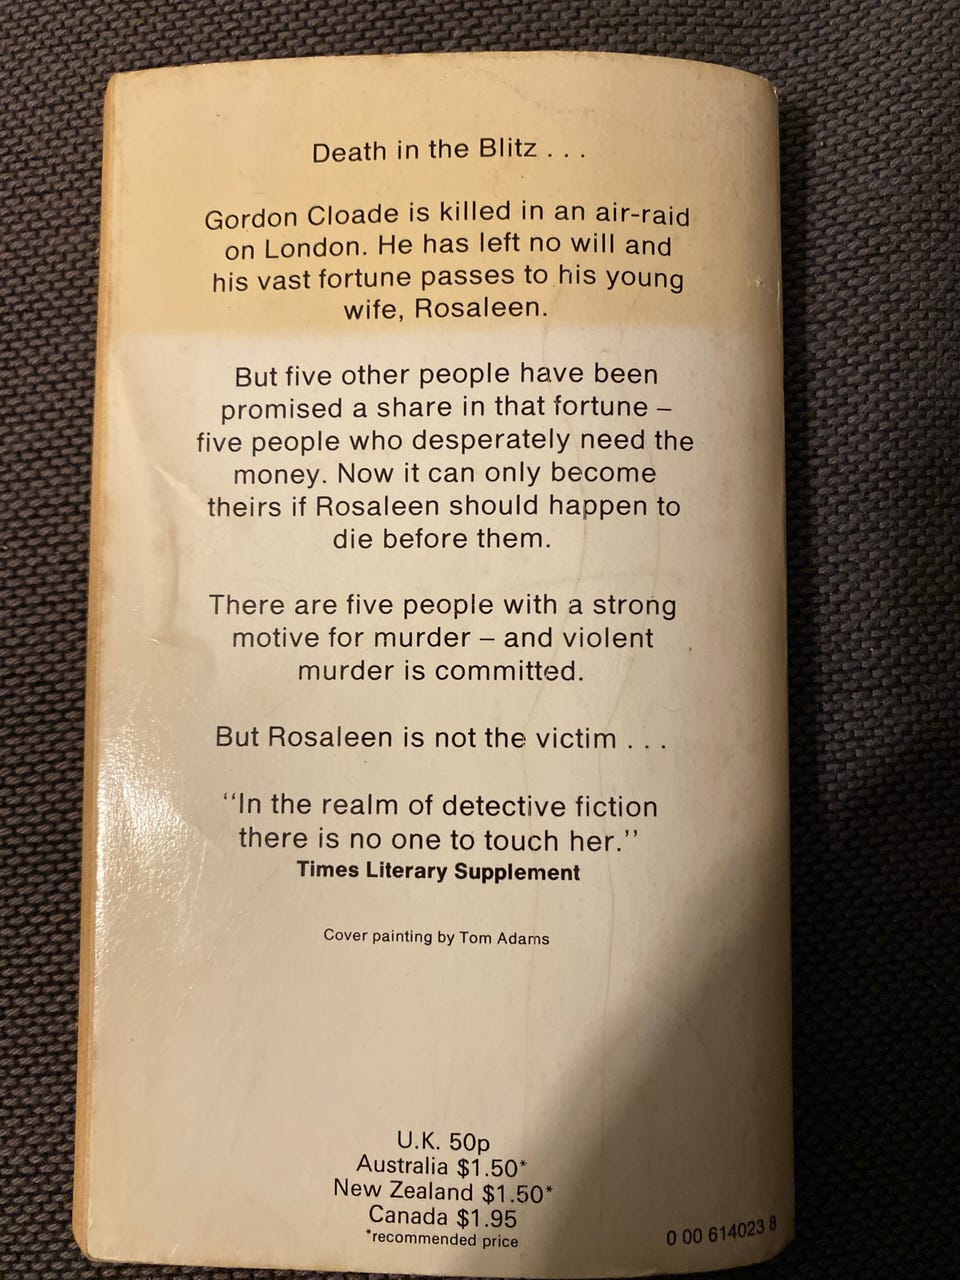 Death in the Blitz . . .
Gordon Cloade is killed in an air-raid
on London. He has left no will and
his vast fortune passes to his young
wife, Rosaleen.
But five other people have been
promised a share in that fortune –
five people who desperately need the
money. Now it can only become
theirs if Rosaleen should happen to
die before them.
There are five people with a strong
motive for murder – and violent
murder is committed.
But Rosaleen is not the victim . . .
“In the realm of detective fiction
there is no one to touch her.”
Times Literary Supplement
Cover painting by Tom Adams
U.K. 50p
Australia $1.50*
New Zealand $1.50*
Canada $1.95
*recommended price
0 00 614023 8